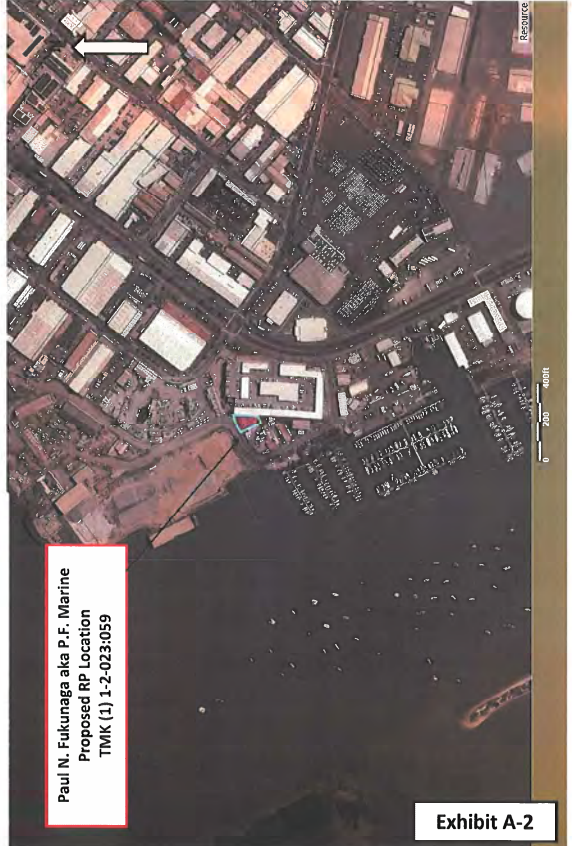 Paul N. Fukunaga aka P.F. Marine
Proposed RP Location
TMK (1) 1-2-023:059
Resource
0 200 400ft
Exhibit A-2